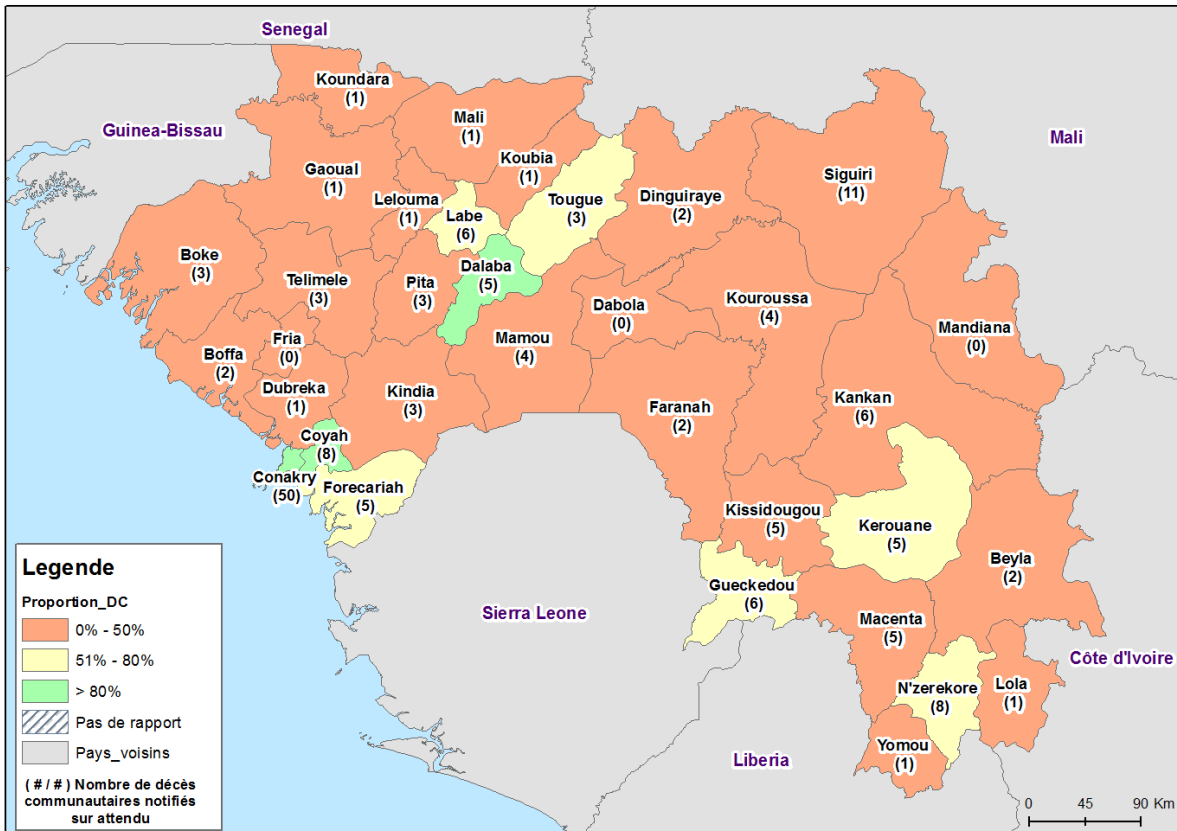 Senegal
Koundara
(1)
Mali
(1)
Guinea-Bissau
Mali
Koubia
(1)
Gaoual
(1)
Siguiri
(11)
Lelouma
(1)
Tougue
(3)
Dinguiraye
(2)
Labe
(6)
Boke
(3)
Dalaba
(5)
Telimele
(3)
Pita
(3)
Dabola
(0)
Kouroussa
(4)
Mandiana
(0)
Fria
(0)
Mamou
(4)
Boffa
(2)
Dubreka
(1)
Kindia
(3)
Kankan
(6)
Faranah
(2)
Coyah
(8)
Conakry
(50)
Forecariah
(5)
Kissidougou
(5)
Kerouane
(5)
Beyla
(2)
Gueckedou
(6)
Sierra Leone
Macenta
(5)
Côte d'Ivoire
N'zerekore
(8)
Lola
(1)
Yomou
(1)
Liberia
Legende
Proportion_DC
0% - 50%
51% - 80%
> 80%
Pas de rapport
Pays_voisins
( # / # ) Nombre de décès
communautaires notifiés
sur attendu
0 45 90 Km